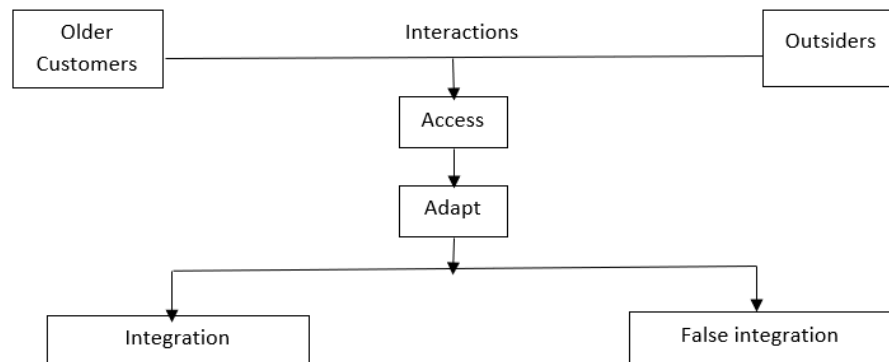 Older
Customers
Interactions
Outsiders
Access
Adapt
Integration
False integration